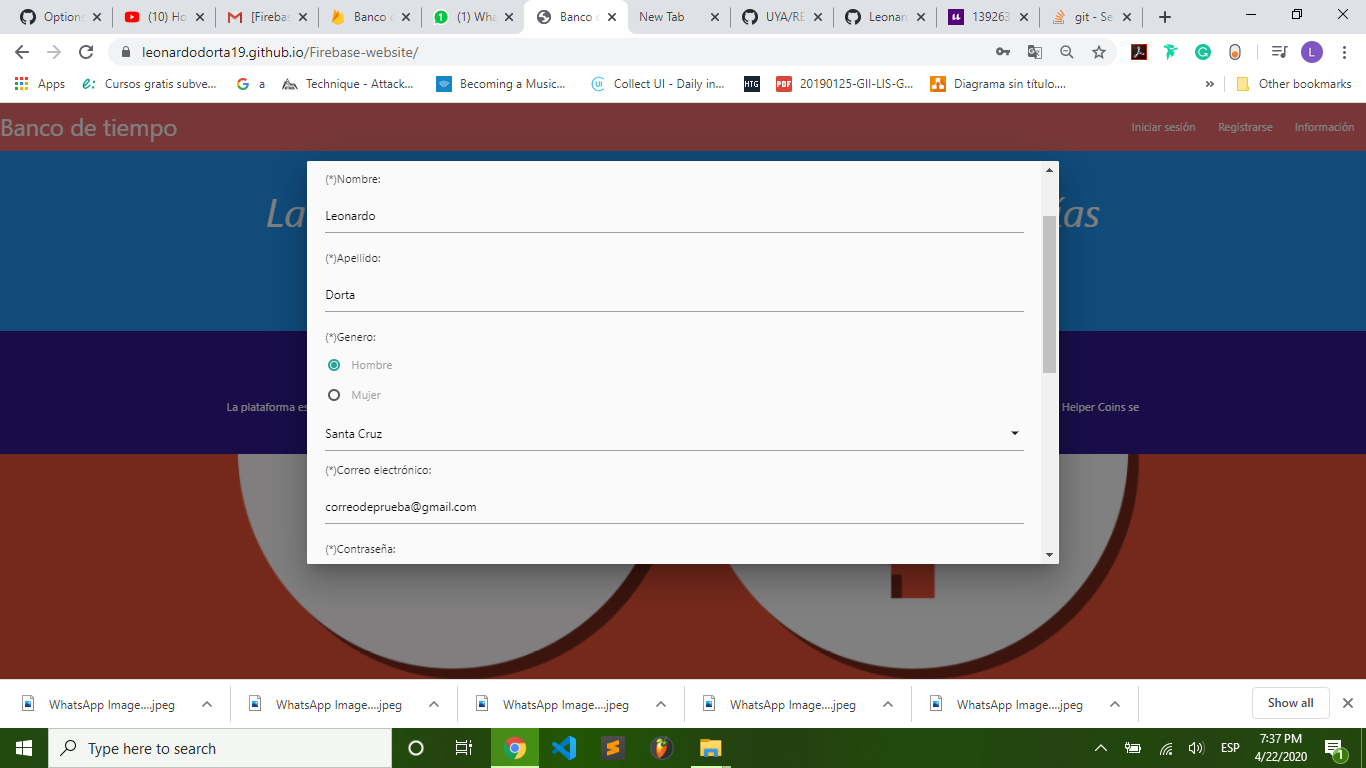 Options
(10) Ho
[Fireba
Banco
(1) Wha
Banco
New Tab
UYA/RE
Leonar
139263
git - Se
leonardodorta19.github.io/Firebase-website/
L
Apps
Cursos gratis subve...
a
Technique - Attack...
Becoming a Music...
Collect UI - Daily in...
HTG
PDF
20190125-GII-LIS-G...
Diagrama sin título....
»
Other bookmarks
Banco de tiempo
Iniciar sesión
Registrarse
Información
La
ías
(*)Nombre:
Leonardo
(*)Apellido:
Dorta
(*)Genero:
Hombre
Mujer
La plataforma es
Helper Coins se
Santa Cruz
(*)Correo electrónico:
correodeprueba@gmail.com
(*)Contraseña:
WhatsApp Image....jpeg
WhatsApp Image....jpeg
WhatsApp Image....jpeg
WhatsApp Image....jpeg
WhatsApp Image....jpeg
Show all
Type here to search
ESP
7:37 PM
4/22/2020
1